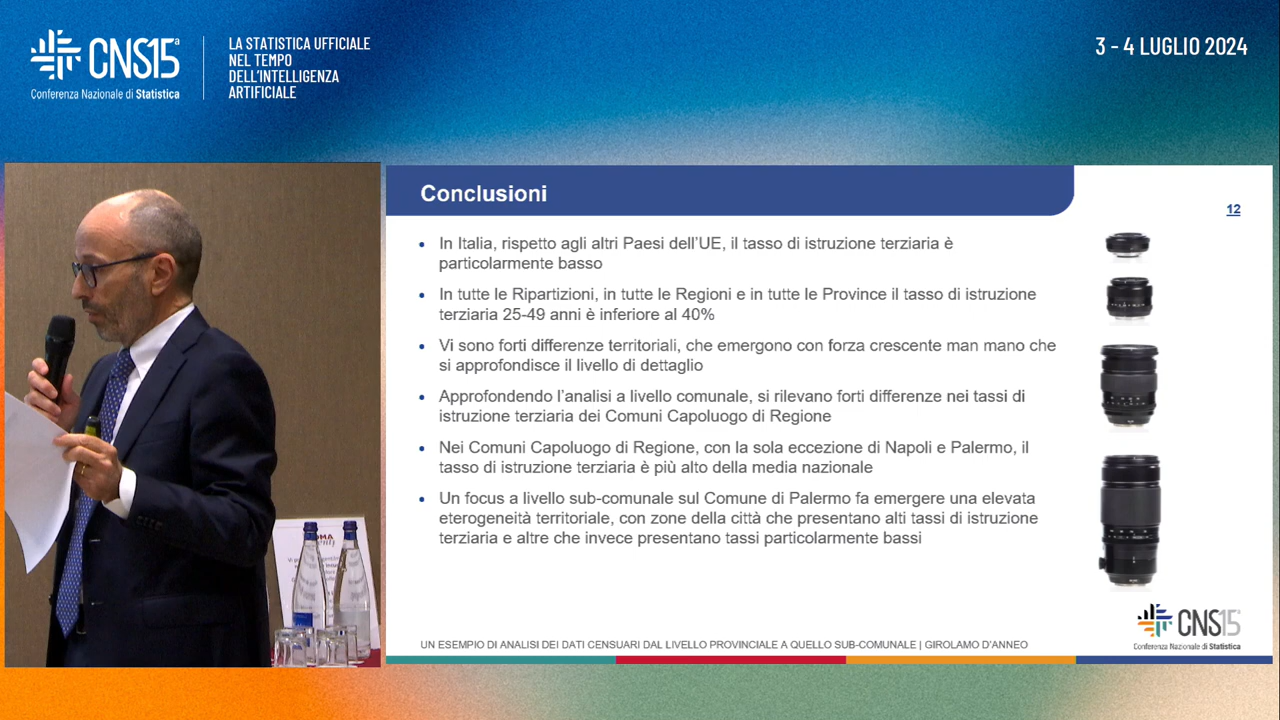 CNS15ª
Conferenza Nazionale di Statistica
LA STATISTICA UFFICIALE
NEL TEMPO
DELL'INTELLIGENZA
ARTIFICIALE
3 - 4 LUGLIO 2024
Conclusioni
12
In Italia, rispetto agli altri Paesi dell'UE, il tasso di istruzione terziaria è
particolarmente basso
In tutte le Ripartizioni, in tutte le Regioni e in tutte le Province il tasso di istruzione
terziaria 25-49 anni è inferiore al 40%
Vi sono forti differenze territoriali, che emergono con forza crescente man mano che
si approfondisce il livello di dettaglio
Approfondendo l'analisi a livello comunale, si rilevano forti differenze nei tassi di
istruzione terziaria dei Comuni Capoluogo di Regione
Nei Comuni Capoluogo di Regione, con la sola eccezione di Napoli e Palermo, il
tasso di istruzione terziaria è più alto della media nazionale
Un focus a livello sub-comunale sul Comune di Palermo fa emergere una elevata
eterogeneità territoriale, con zone della città che presentano alti tassi di istruzione
terziaria e altre che invece presentano tassi particolarmente bassi
UN ESEMPIO DI ANALISI DEI DATI CENSUARI DAL LIVELLO PROVINCIALE A QUELLO SUB-COMUNALE | GIROLAMO D'ANNEO
CNS15
Conferenza Nazionale di Statistica